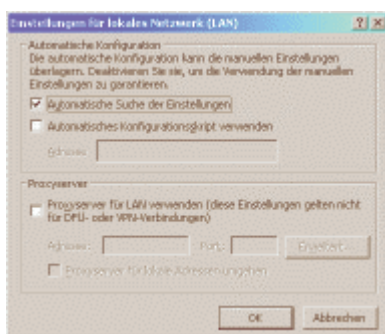 Einstellungen für lokales Netzwerk (LAN)
Automatische Konfiguration
Die automatische Konfiguration kann die manuellen Einstellungen
überlagern. Deaktivieren Sie sie, um die Verwendung der manuellen
Einstellungen zu garantieren.
Automatische Suche der Einstellungen
Automatisches Konfigurationsskript verwenden
Adresse:
Proxyserver
Proxyserver für LAN verwenden (diese Einstellungen gelten nicht
für DFÜ- oder VPN-Verbindungen)
Adresse: Port: Erweitert...
Proxyserver für lokale Adressen umgehen
OK Abbrechen